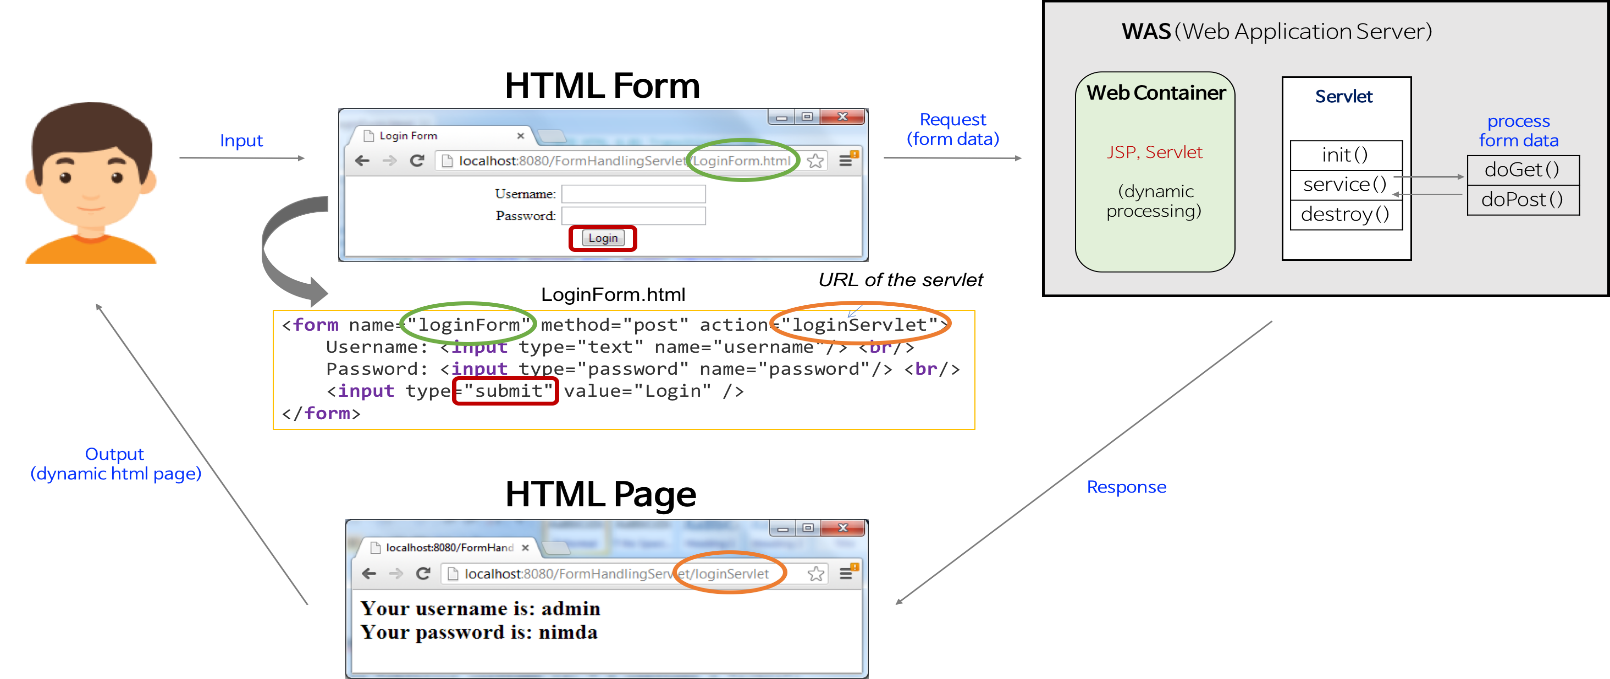 WAS (Web Application Server)
HTML Form
Web Container
Servlet
Login Form
Input
Request
(form data)
process
form data
localhost:8080/FormHandlingServlet/LoginForm.html
JSP, Servlet
init()
doGet()
Username:
(dynamic
processing)
service()
doPost()
Password:
destroy()
Login
URL of the servlet
LoginForm.html
<form name="loginForm" method="post" action="loginServlet">
Username: <input type="text" name="username"/> <br/>
Password: <input type="password" name="password"/> <br/>
<input type="submit" value="Login" />
</form>
Output
(dynamic html page)
Response
HTML Page
localhost:8080/FormHand
localhost:8080/FormHandlingServlet/loginServlet
Your username is: admin
Your password is: nimda